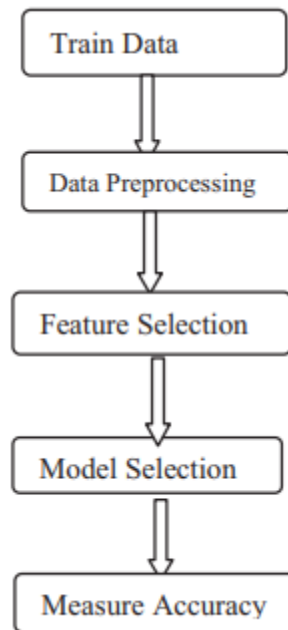 Train Data
Data Preprocessing
Feature Selection
Model Selection
Measure Accuracy